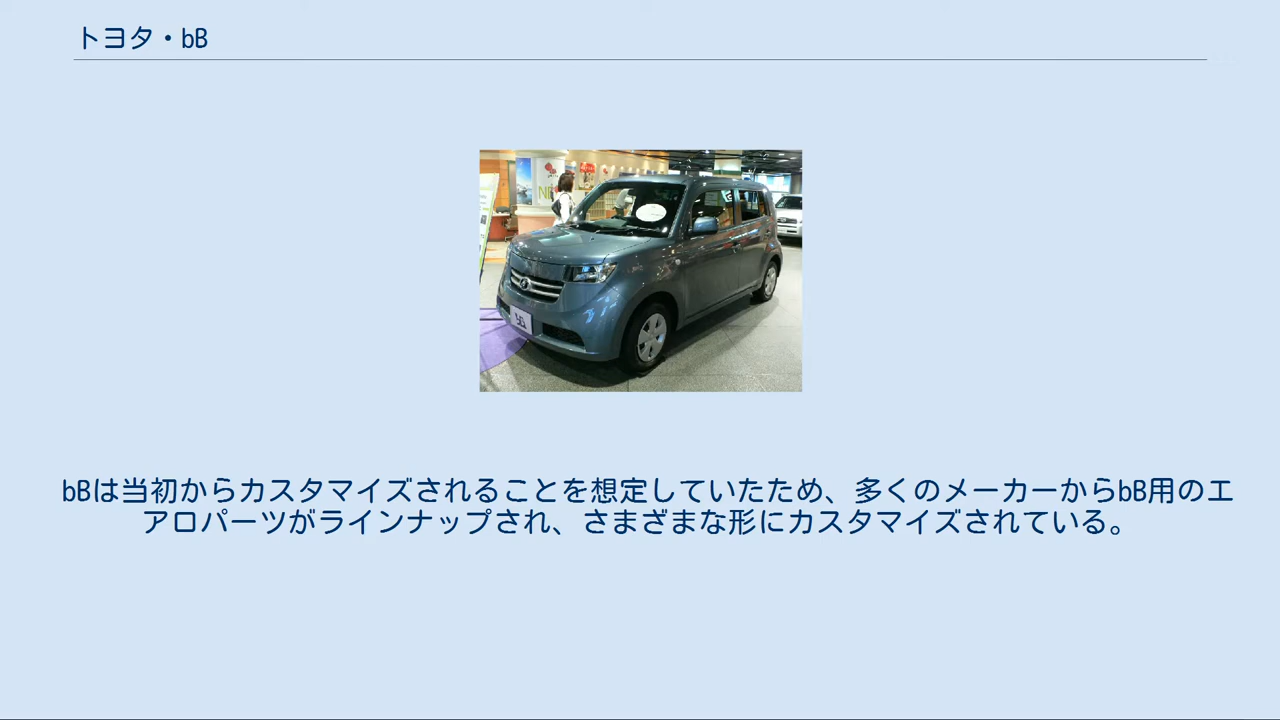 トヨタ・bB
bB
bBは当初からカスタマイズされることを想定していたため、多くのメーカーからbB用のエ
アロパーツがラインナップされ、さまざまな形にカスタマイズされている。